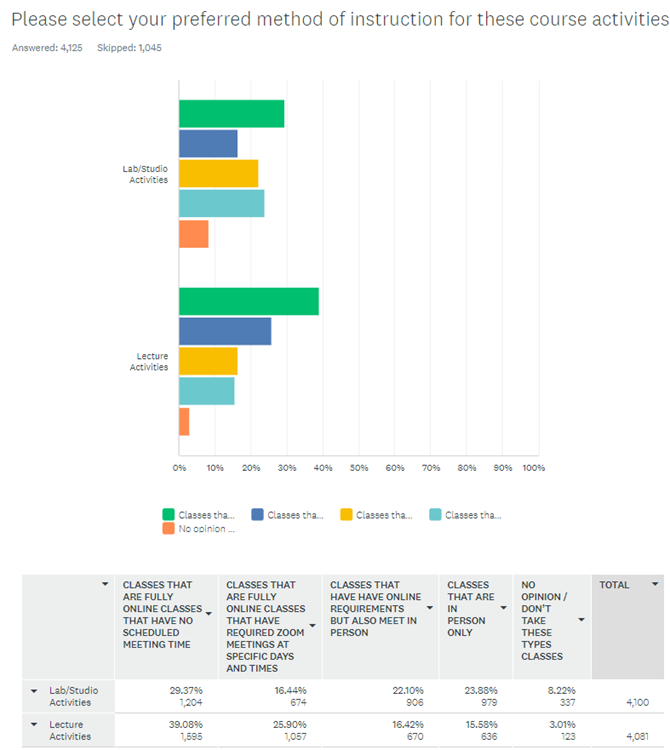 Please select your preferred method of instruction for these course activities
Answered: 4,125 Skipped: 1,045
Lab/Studio
Activities
Lecture
Activities
0% 10% 20% 30% 40% 50% 60% 70% 80% 90% 100%
Classes tha... Classes tha... Classes tha... Classes tha...
No opinion ...
CLASSES THAT
ARE FULLY
ONLINE CLASSES
THAT HAVE NO
SCHEDULED
MEETING TIME
CLASSES THAT
ARE FULLY
ONLINE CLASSES
THAT HAVE
REQUIRED ZOOM
MEETINGS AT
SPECIFIC DAYS
AND TIMES
CLASSES THAT
HAVE HAVE ONLINE
REQUIREMENTS
BUT ALSO MEET IN
PERSON
CLASSES
THAT ARE
IN
PERSON
ONLY
NO
OPINION /
DON'T
TAKE
THESE
TYPES
CLASSES
TOTAL
Lab/Studio 29.37% 16.44% 22.10% 23.88% 8.22%
Activities 1,204 674 906 979 337 4,100
Lecture 39.08% 25.90% 16.42% 15.58% 3.01%
Activities 1,595 1,057 670 636 123 4,081